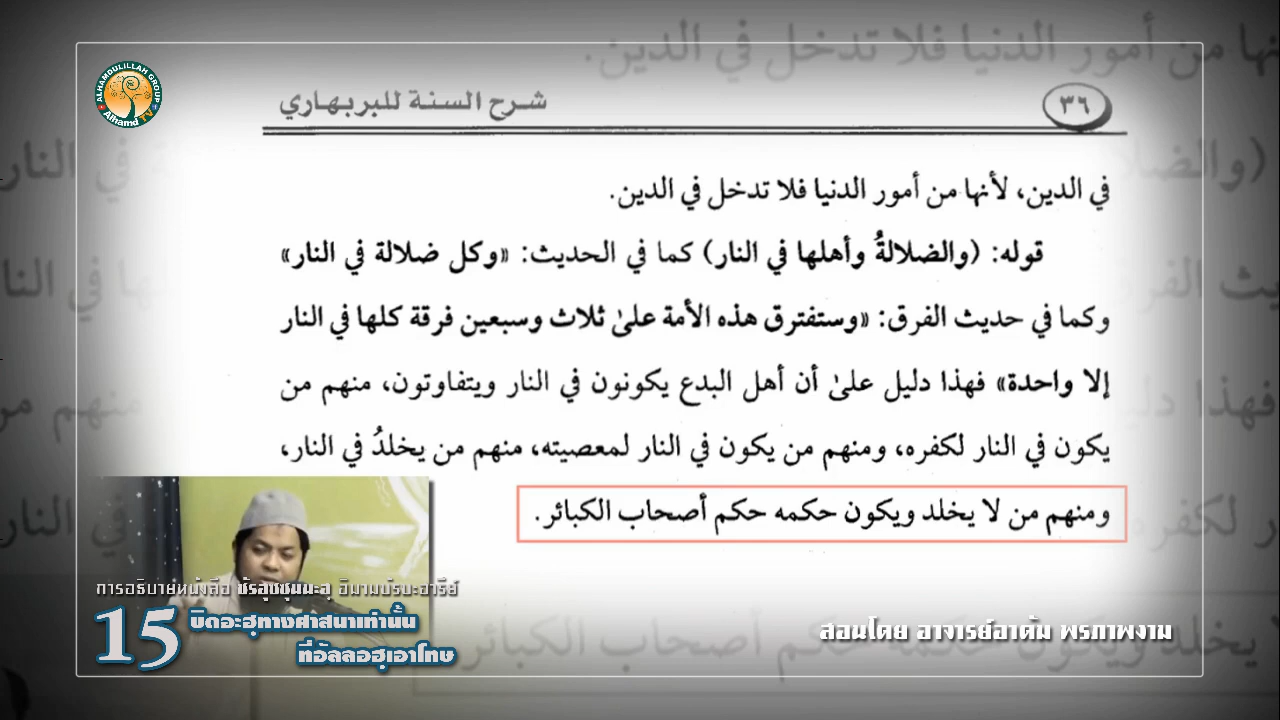 ALHAMDULILLAH GROUP
Alhamd TV
شرح السنة للبربهاري
٣٦
في الدين، لأنها من أمور الدنيا فلا تدخل في الدين.
قوله: (والضلالةُ وأهلها في النار) كما في الحديث: «وكل ضلالة في النار»
وكما في حديث الفرق: «وستفترق هذه الأمة علىٰ ثلاث وسبعين فرقة كلها في النار
إلا واحدة» فهذا دليل علىٰ أن أهل البدع يكونون في النار ويتفاوتون، منهم من
يكون في النار لكفره، ومنهم من يكون في النار لمعصيته، منهم من يخلدُ في النار،
ومنهم من لا يخلد ويكون حكمه حكم أصحاب الكبائر.
การอธิบายหนังสือ ชัรฮุซซุนนะฮฺ อิมามบัรบะฮารีย์
15 บิดอะฮฺทางศาสนาเท่านั้น
ที่อัลลอฮฺเอาโทษ
สอนโดย อาจารย์อาดัม พรภาพงาม